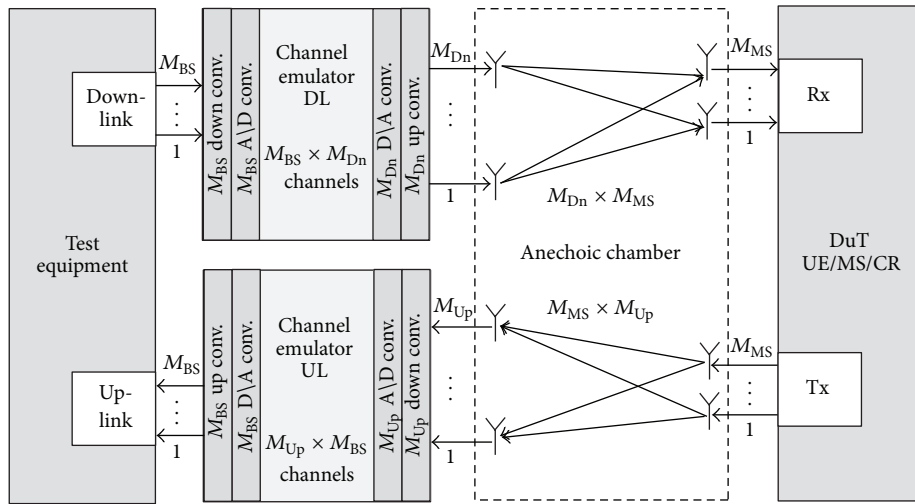 Test
equipment
Down-
link
M_BS
⋮
1
M_BS down conv.
M_BS A\D conv.
Channel
emulator
DL
M_BS × M_Dn
channels
M_Dn D\A conv.
M_Dn up conv.
M_Dn
⋮
1
M_Dn × M_MS
Anechoic chamber
M_MS
⋮
1
Rx
DuT
UE/MS/CR
Up-
link
M_BS
⋮
1
M_BS up conv.
M_BS D\A conv.
Channel
emulator
UL
M_Up × M_BS
channels
M_Up A\D conv.
M_Up down conv.
M_Up
⋮
1
M_MS × M_Up
M_MS
⋮
1
Tx